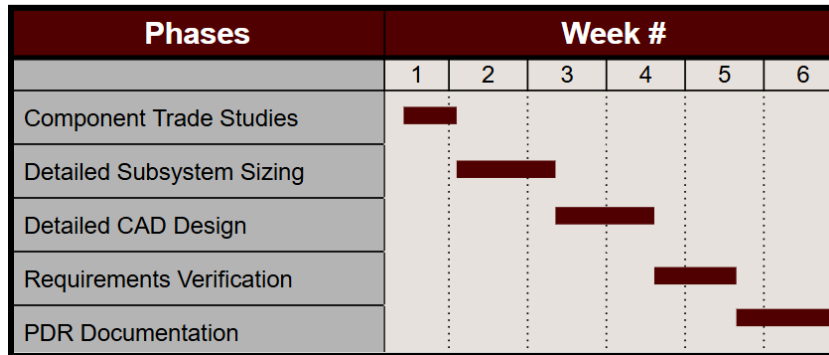 Phases Week #
1 2 3 4 5 6
Component Trade Studies
Detailed Subsystem Sizing
Detailed CAD Design
Requirements Verification
PDR Documentation